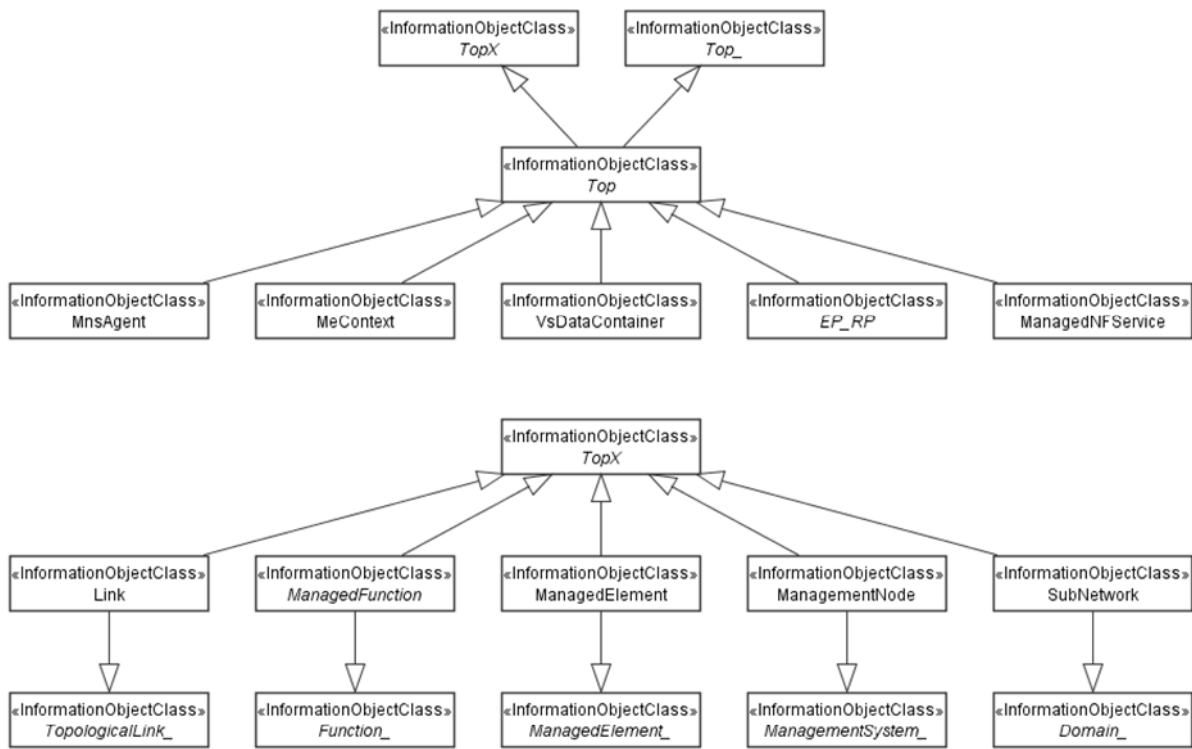 «InformationObjectClass»
TopX
«InformationObjectClass»
Top_
«InformationObjectClass»
Top
«InformationObjectClass»
MnsAgent
«InformationObjectClass»
MeContext
«InformationObjectClass»
VsDataContainer
«InformationObjectClass»
EP_RP
«InformationObjectClass»
ManagedNFService
«InformationObjectClass»
TopX
«InformationObjectClass»
Link
«InformationObjectClass»
ManagedFunction
«InformationObjectClass»
ManagedElement
«InformationObjectClass»
ManagementNode
«InformationObjectClass»
SubNetwork
«InformationObjectClass»
TopologicalLink_
«InformationObjectClass»
Function_
«InformationObjectClass»
ManagedElement_
«InformationObjectClass»
ManagementSystem_
«InformationObjectClass»
Domain_